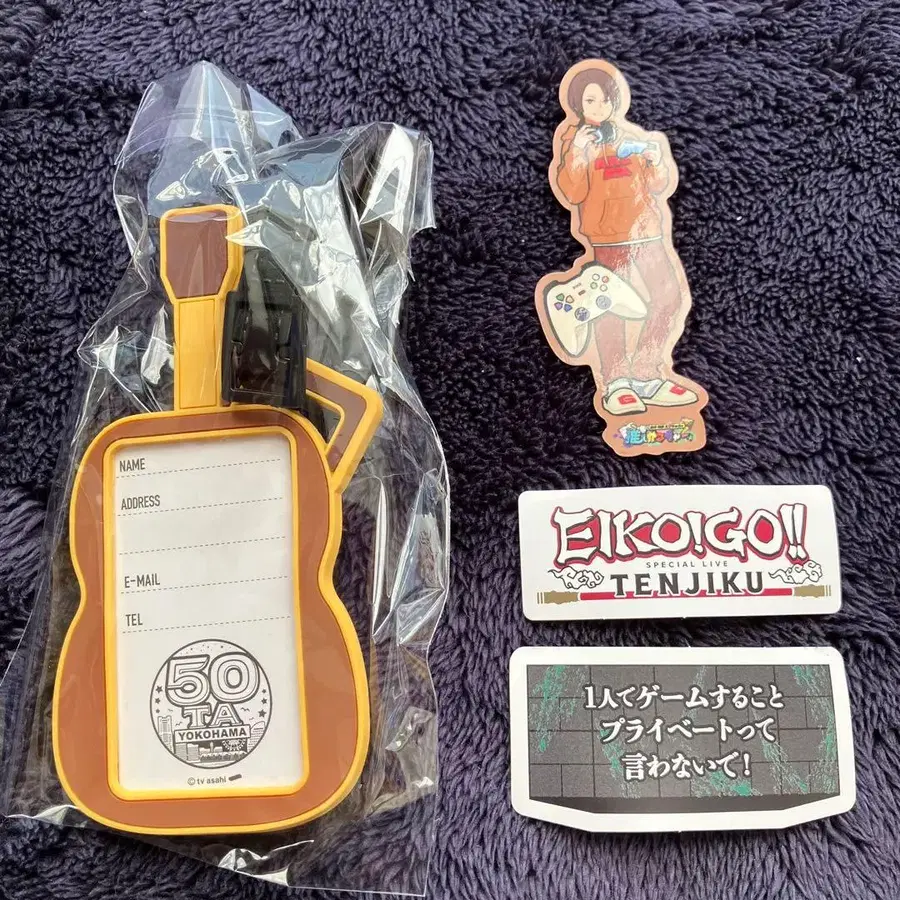 NAME
ADDRESS
E-MAIL
TEL
50
TA
YOKOHAMA
© tv asahi
EIKO!GO!!
SPECIAL LIVE
TENJIKU
1人でゲームすること
プライベートって
言わないで!